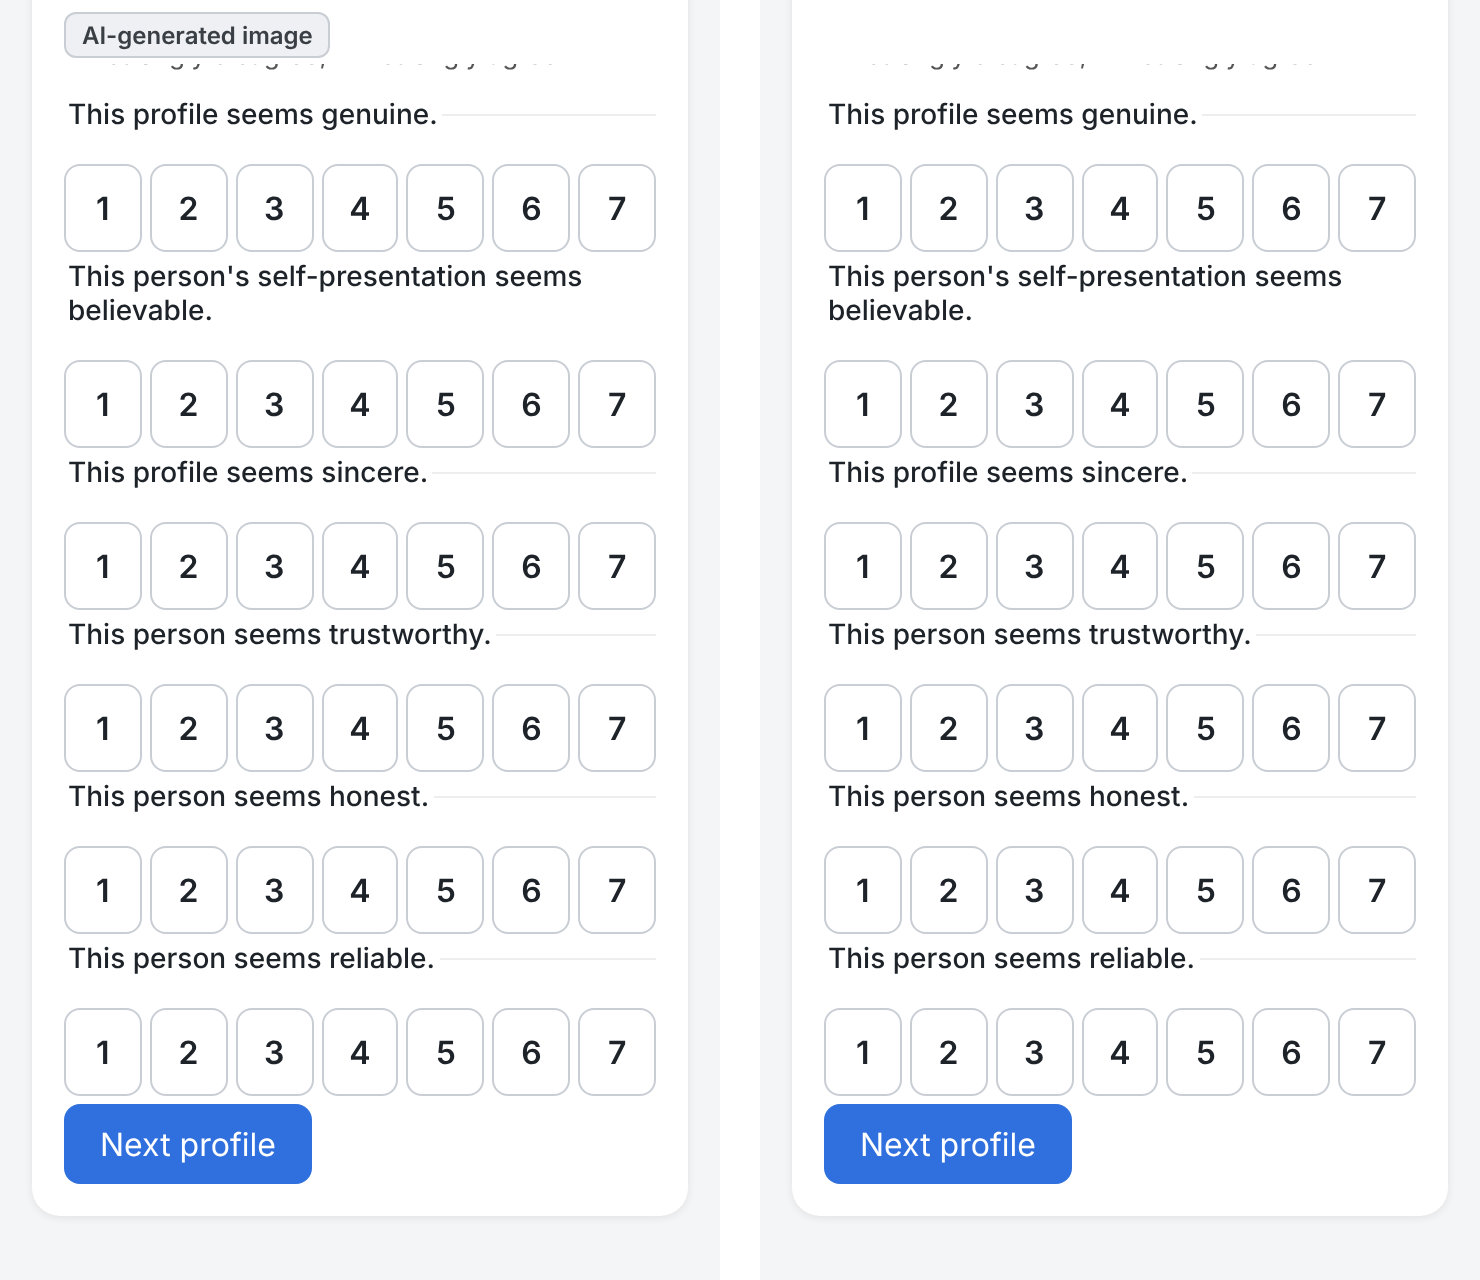 AI-generated image
This profile seems genuine.
1 2 3 4 5 6 7
This person's self-presentation seems
believable.
1 2 3 4 5 6 7
This profile seems sincere.
1 2 3 4 5 6 7
This person seems trustworthy.
1 2 3 4 5 6 7
This person seems honest.
1 2 3 4 5 6 7
This person seems reliable.
1 2 3 4 5 6 7
Next profile
This profile seems genuine.
1 2 3 4 5 6 7
This person's self-presentation seems
believable.
1 2 3 4 5 6 7
This profile seems sincere.
1 2 3 4 5 6 7
This person seems trustworthy.
1 2 3 4 5 6 7
This person seems honest.
1 2 3 4 5 6 7
This person seems reliable.
1 2 3 4 5 6 7
Next profile